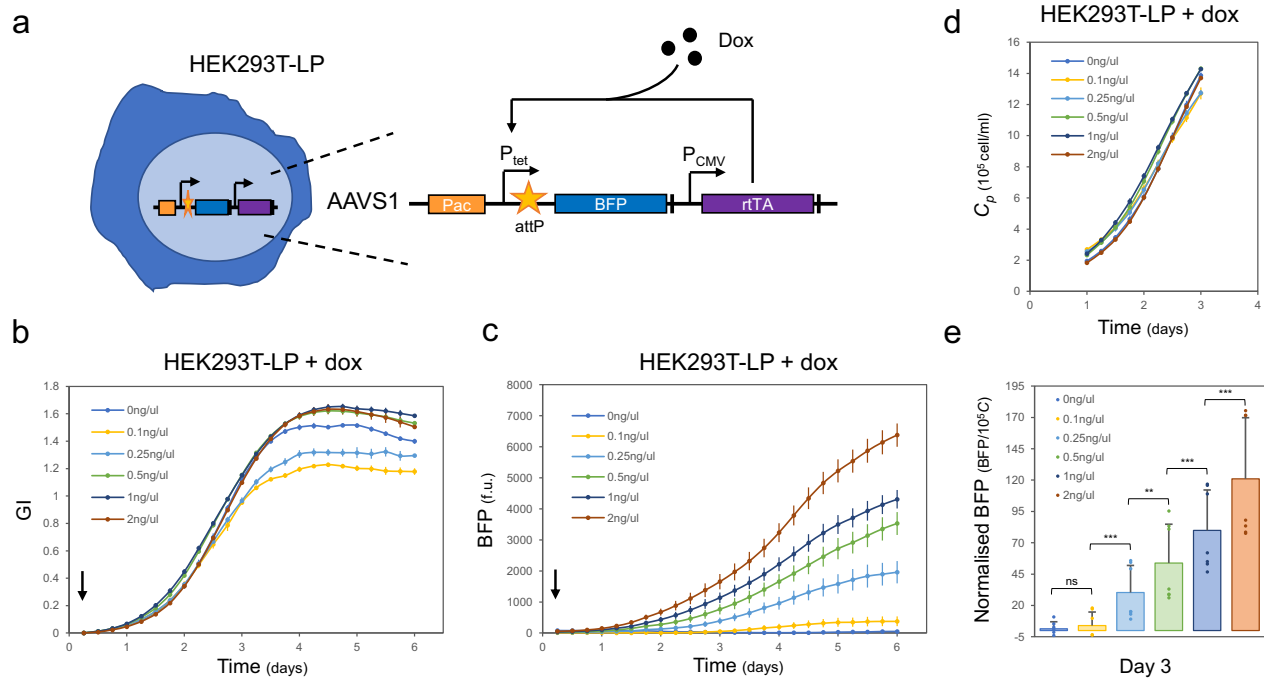 a
HEK293T-LP
Dox
P_tet
P_CMV
AAVS1
Pac
attP
BFP
rtTA
d
HEK293T-LP + dox
C_p (10⁵ cell/ml)
16
14
12
10
8
6
4
2
0
0ng/ul
0.1ng/ul
0.25ng/ul
0.5ng/ul
1ng/ul
2ng/ul
0 1 2 3 4
Time (days)
b
HEK293T-LP + dox
GI
1.8
1.6
1.4
1.2
1
0.8
0.6
0.4
0.2
0
0ng/ul
0.1ng/ul
0.25ng/ul
0.5ng/ul
1ng/ul
2ng/ul
0 1 2 3 4 5 6
Time (days)
c
HEK293T-LP + dox
BFP (f.u.)
8000
7000
6000
5000
4000
3000
2000
1000
0
0ng/ul
0.1ng/ul
0.25ng/ul
0.5ng/ul
1ng/ul
2ng/ul
0 1 2 3 4 5 6
Time (days)
e
Normalised BFP (BFP/10⁵C)
195
170
145
120
95
70
45
20
-5
0ng/ul
0.1ng/ul
0.25ng/ul
0.5ng/ul
1ng/ul
2ng/ul
ns
***
**
***
***
Day 3